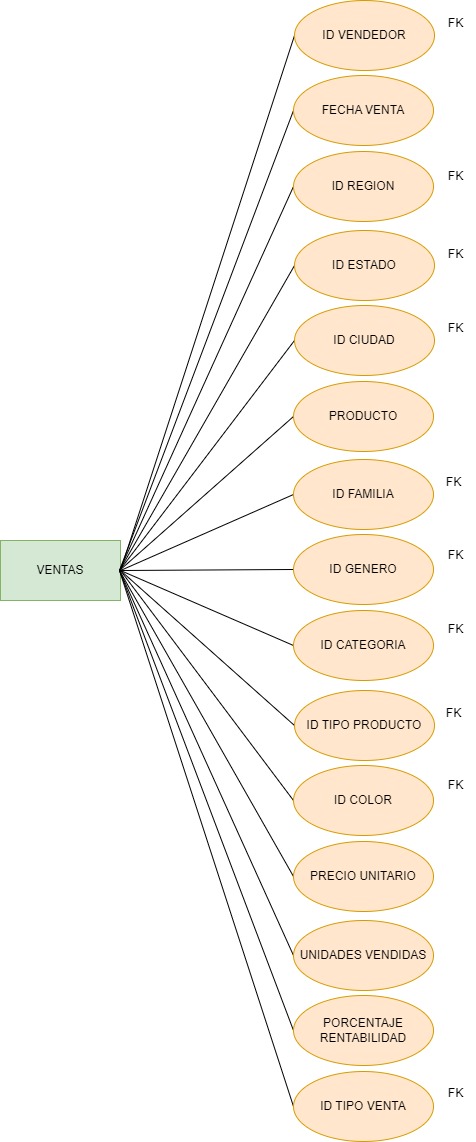 ID VENDEDOR FK
FECHA VENTA
ID REGION FK
ID ESTADO FK
ID CIUDAD FK
PRODUCTO
ID FAMILIA FK
VENTAS
ID GENERO FK
ID CATEGORIA FK
ID TIPO PRODUCTO FK
ID COLOR FK
PRECIO UNITARIO
UNIDADES VENDIDAS
PORCENTAJE
RENTABILIDAD
ID TIPO VENTA FK